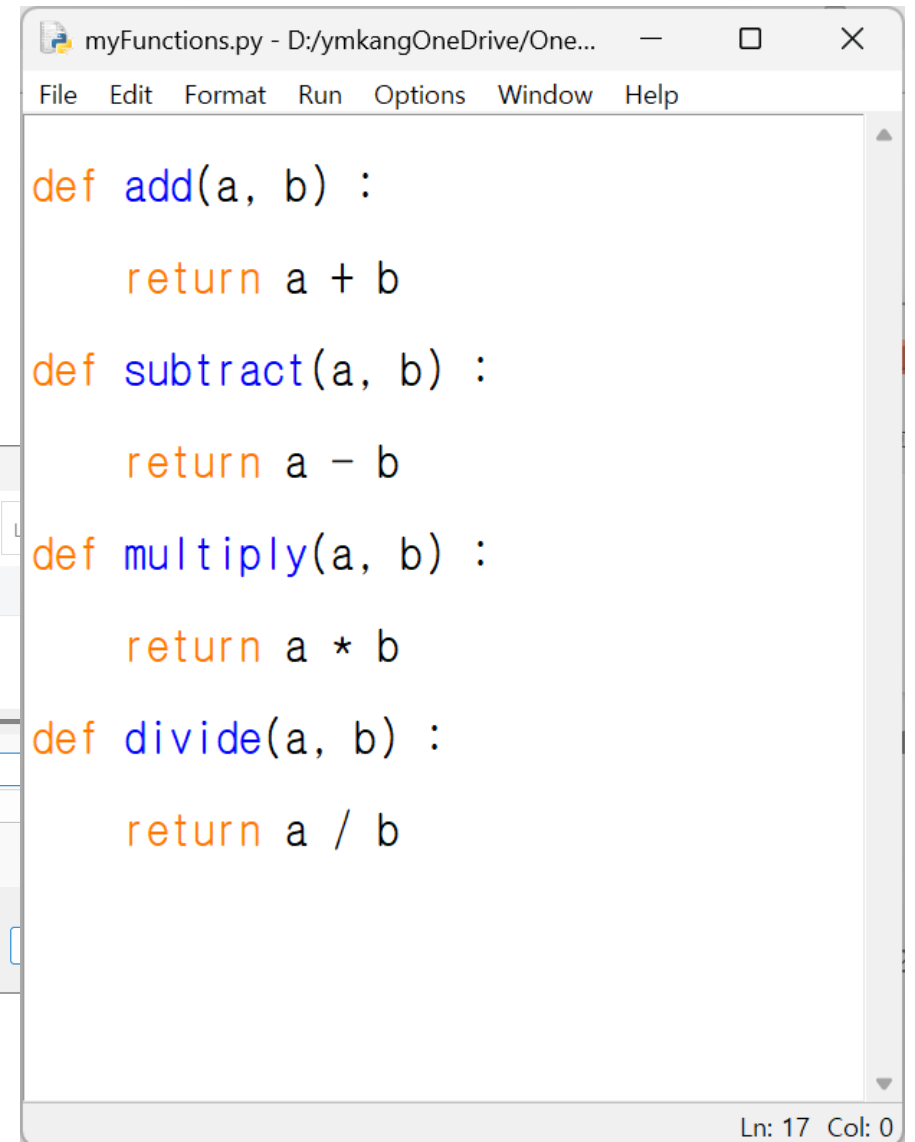 myFunctions.py - D:/ymkangOneDrive/One...
File Edit Format Run Options Window Help
def add(a, b) :
    return a + b
def subtract(a, b) :
    return a - b
def multiply(a, b) :
    return a * b
def divide(a, b) :
    return a / b
Ln: 17 Col: 0